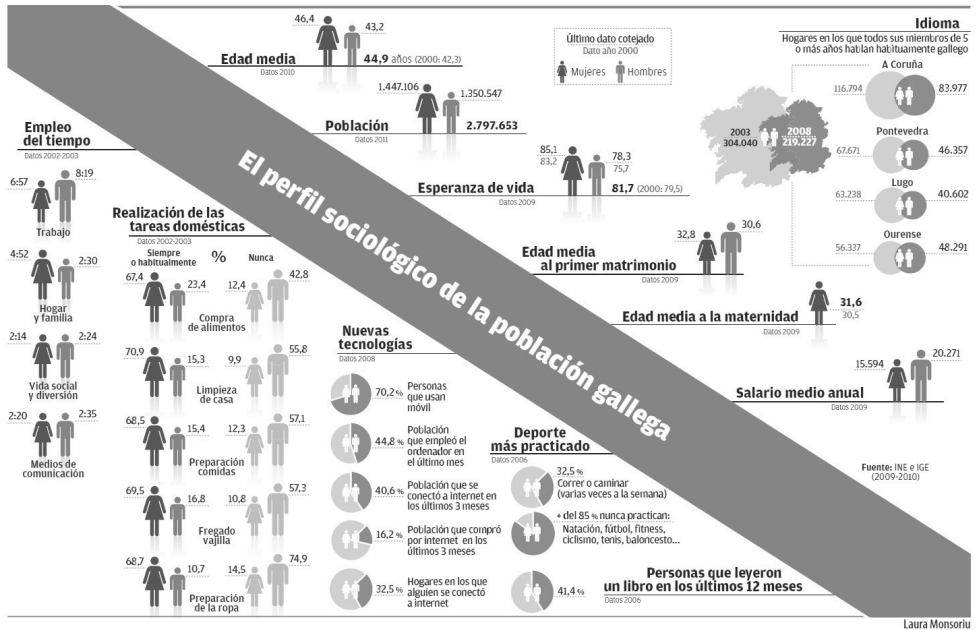 El perfil sociológico de la población gallega
46,4
43,2
Edad media
44,9 años (2000: 42,3)
Datos 2010
Último dato cotejado
Dato año 2000
Mujeres
Hombres
1.447.106
1.350.547
Población
2.797.653
Datos 2011
85,1
83,2
78,3
75,7
Esperanza de vida
81,7 (2000: 79,5)
Datos 2009
32,8
30,6
Edad media
al primer matrimonio
Datos 2009
Edad media a la maternidad
31,6
30,5
Datos 2009
15.594
20.271
Salario medio anual
Datos 2009
Idioma
Hogares en los que todos sus miembros de 5
o más años hablan habituamente gallego
2003
304.040
2008
219.227
A Coruña
116.794
83.977
Pontevedra
67.671
46.357
Lugo
63.238
40.602
Ourense
56.337
48.291
Fuente: INE e IGE
(2009-2010)
Empleo
del tiempo
Datos 2002-2003
6:57
8:19
Trabajo
4:52
2:30
Hogar
y familia
2:14
2:24
Vida social
y diversión
2:20
2:35
Medios de
comunicación
Realización de las
tareas domésticas
Datos 2002-2003
Siempre
o habitualmente
%
Nunca
67,4
23,4
12,4
42,8
Compra
de alimentos
70,9
15,3
9,9
55,8
Limpieza
de casa
68,5
15,4
12,3
57,1
Preparación
comidas
69,5
16,8
10,8
57,3
Fregado
vajilla
68,7
10,7
14,5
74,9
Preparación
de la ropa
Nuevas
tecnologías
Datos 2008
70,2 %
Personas
que usan
móvil
44,8 %
Población
que empleó el
ordenador en
el último mes
40,6 %
Población que se
conectó a internet en
los últimos 3 meses
16,2 %
Población que compró
por internet en los
últimos 3 meses
32,5 %
Hogares en los que
alguien se conectó
a internet
Deporte
más practicado
Datos 2006
32,5 %
Correr o caminar
(varias veces a la semana)
+ del 85 % nunca practican:
Natación, fútbol, fitness,
ciclismo, tenis, baloncesto...
41,4 %
Personas que leyeron
un libro en los últimos 12 meses
Datos 2006
Laura Monsoriu